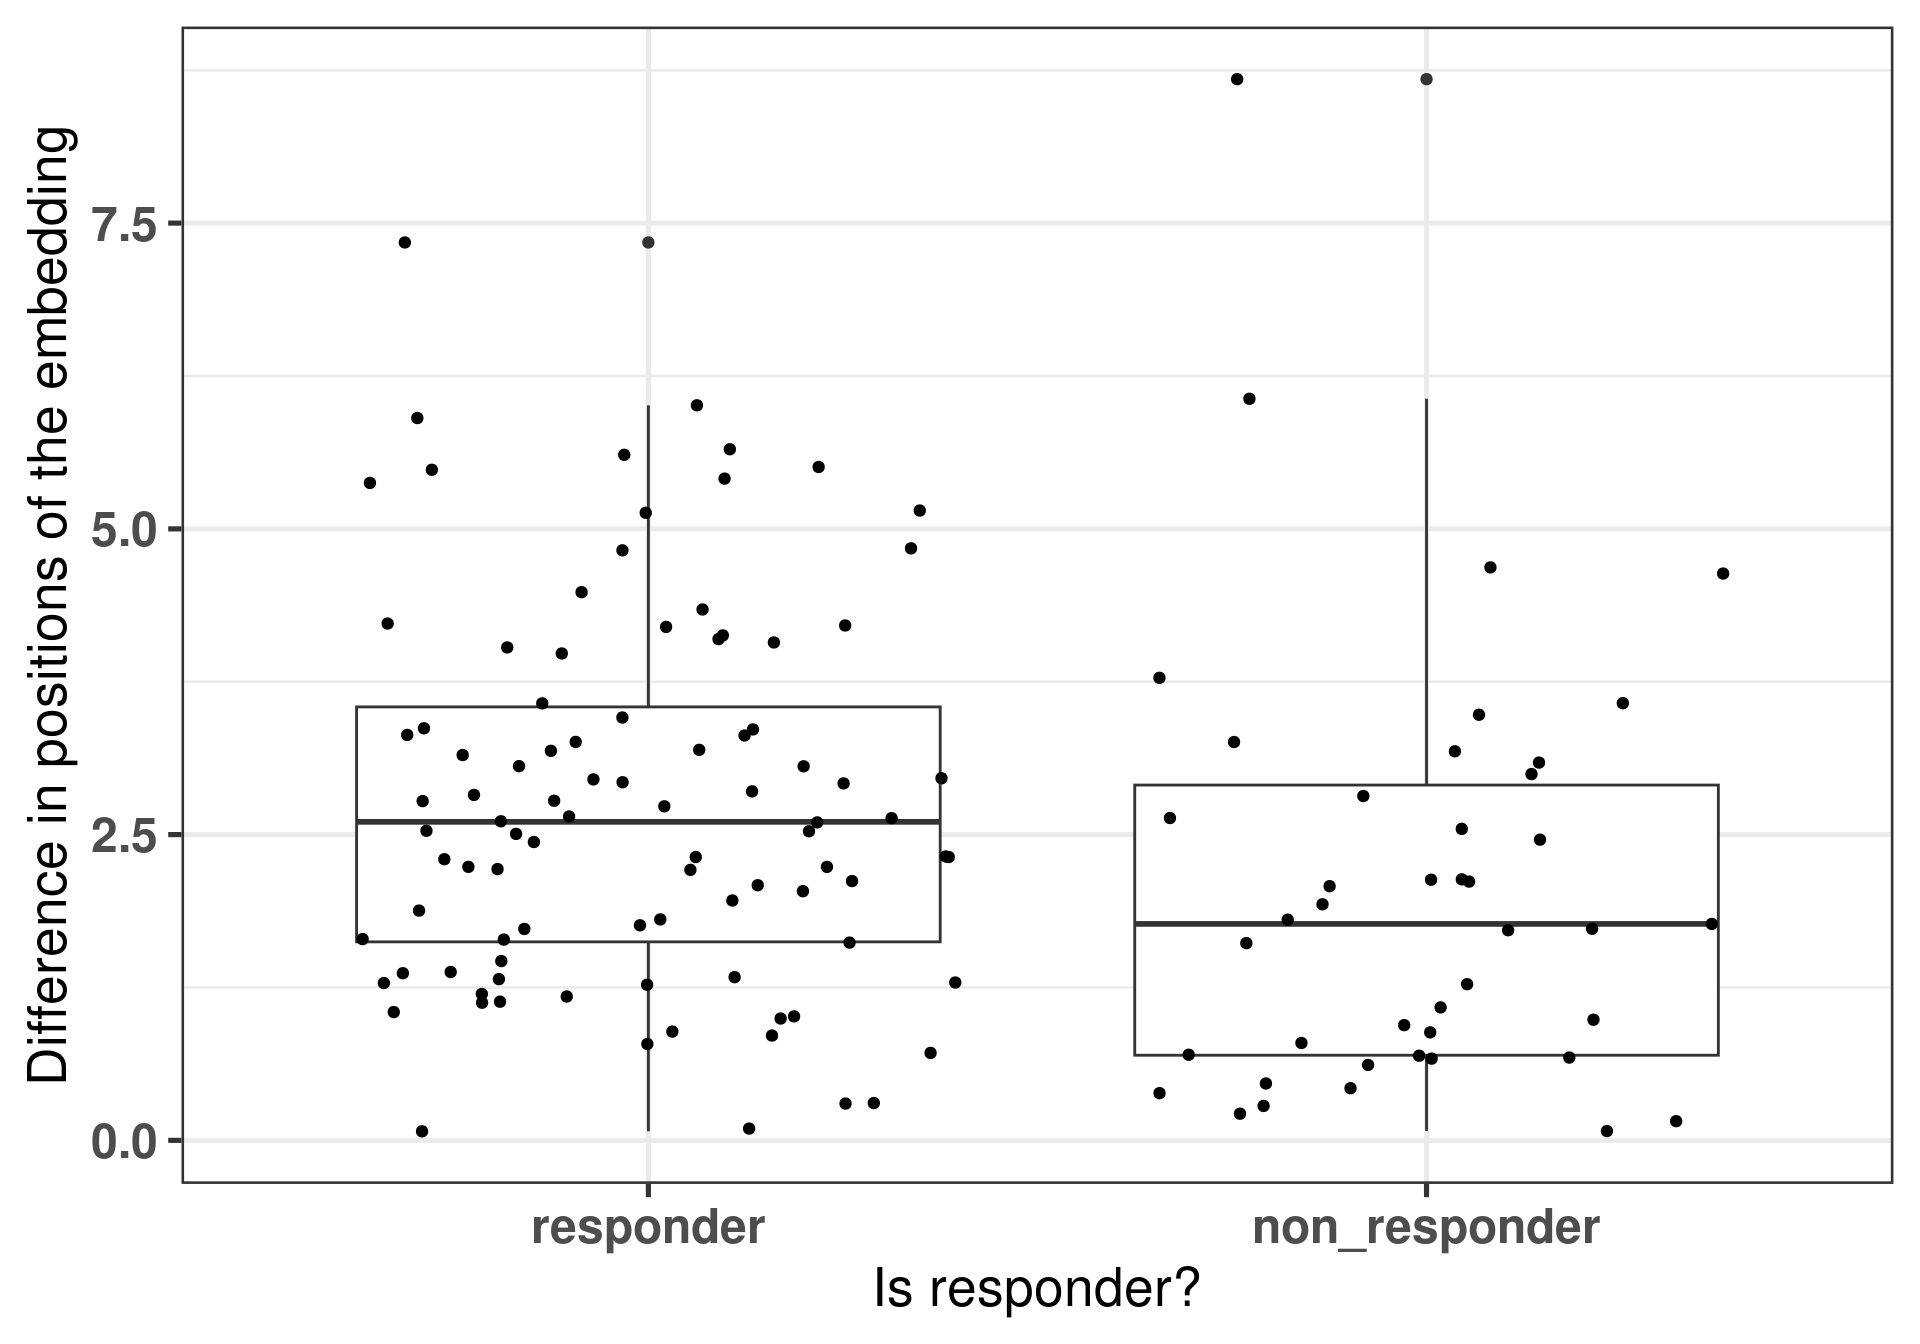 Difference in positions of the embedding
7.5
5.0
2.5
0.0
responder
non_responder
Is responder?